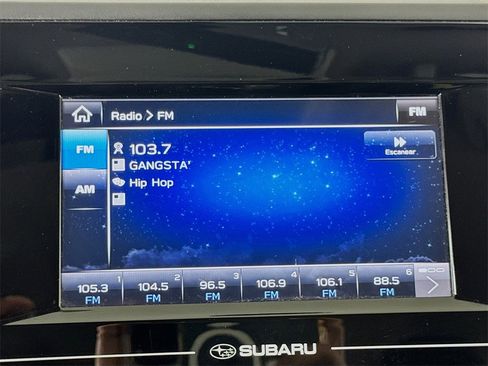 Radio > FM FM
FM
103.7
GANGSTA'
Hip Hop
Escanear
AM
1 2 3 4 5 6
105.3 104.5 96.5 106.9 106.1 88.5
FM FM FM FM FM FM
SUBARU